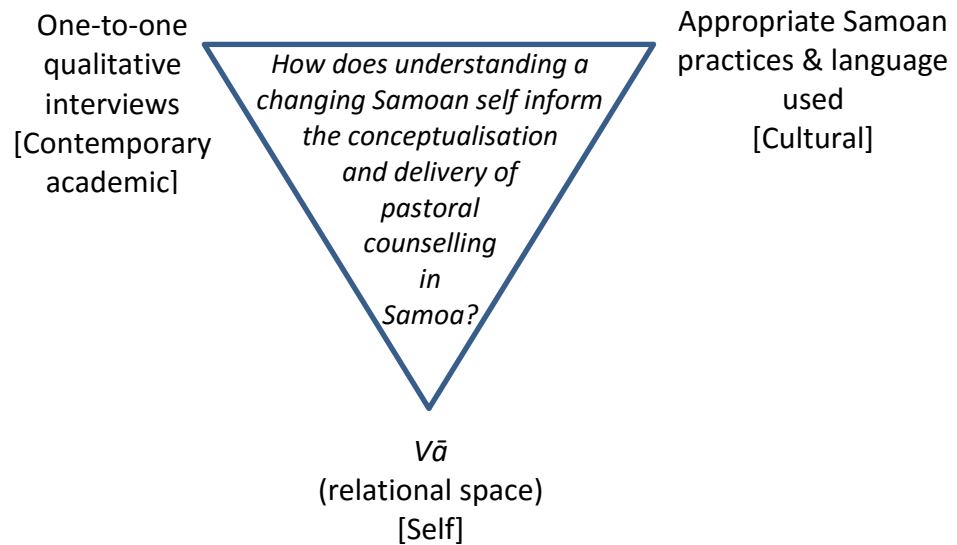 One-to-one
qualitative
interviews
[Contemporary
academic]
Appropriate Samoan
practices & language
used
[Cultural]
How does understanding a
changing Samoan self inform
the conceptualisation
and delivery of
pastoral
counselling
in
Samoa?
Vā
(relational space)
[Self]